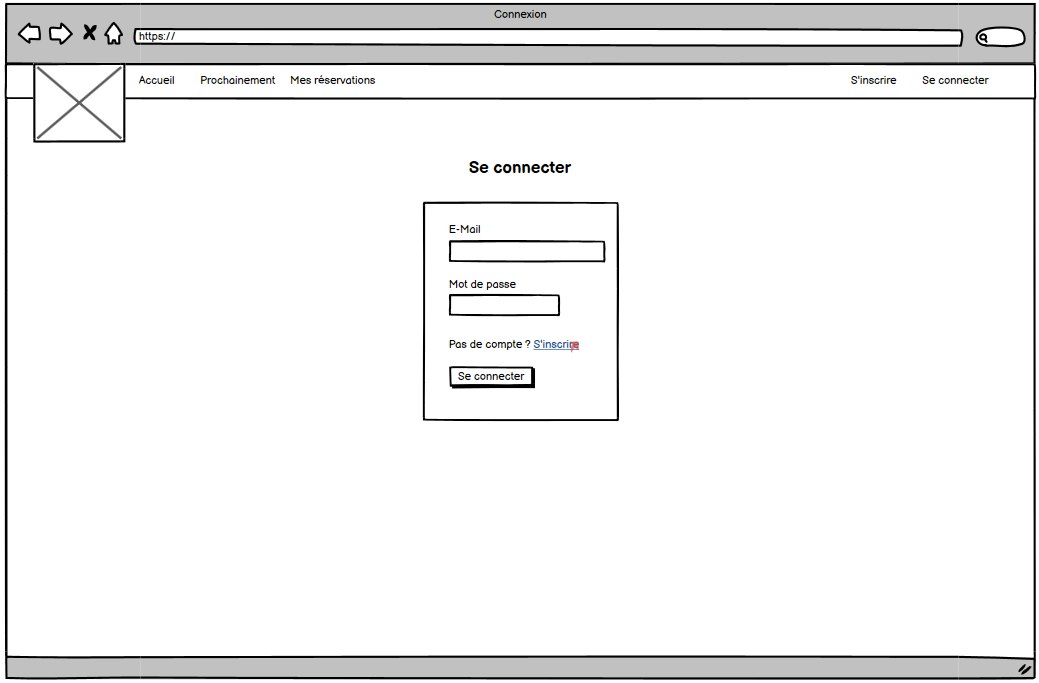 Connexion
https://
Accueil Prochainement Mes réservations S'inscrire Se connecter
Se connecter
E-Mail
Mot de passe
Pas de compte ? S'inscrire
Se connecter